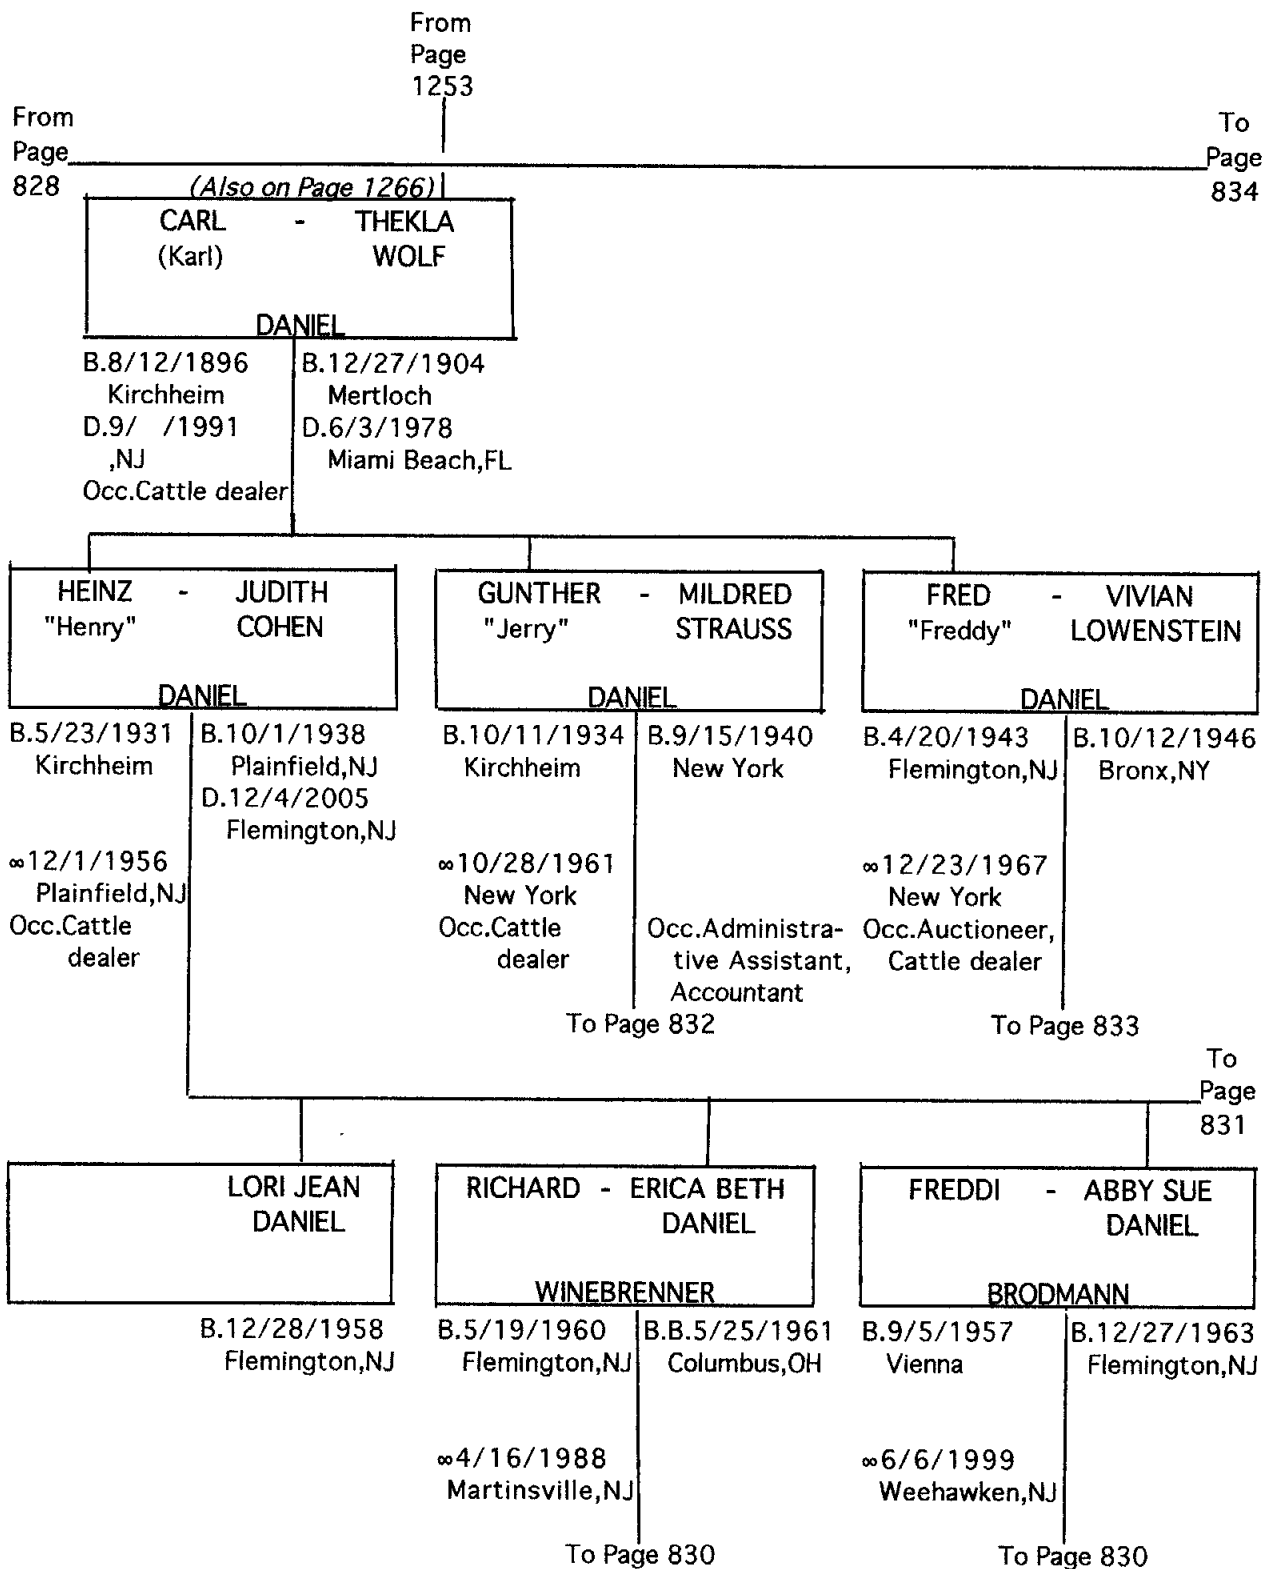 From
Page
1253
From
Page
828
To
Page
834
(Also on Page 1266)
CARL - THEKLA
(Karl) WOLF
DANIEL
B.8/12/1896 B.12/27/1904
Kirchheim Mertloch
D.9/ /1991 D.6/3/1978
,NJ Miami Beach,FL
Occ.Cattle dealer
HEINZ - JUDITH
"Henry" COHEN
DANIEL
B.5/23/1931 B.10/1/1938
Kirchheim Plainfield,NJ
D.12/4/2005
Flemington,NJ
∞12/1/1956
Plainfield,NJ
Occ.Cattle
dealer
GUNTHER - MILDRED
"Jerry" STRAUSS
DANIEL
B.10/11/1934 B.9/15/1940
Kirchheim New York
∞10/28/1961
New York
Occ.Cattle Occ.Administra-
dealer tive Assistant,
Accountant
To Page 832
FRED - VIVIAN
"Freddy" LOWENSTEIN
DANIEL
B.4/20/1943 B.10/12/1946
Flemington,NJ Bronx,NY
∞12/23/1967
New York
Occ.Auctioneer,
Cattle dealer
To Page 833
To
Page
831
LORI JEAN
DANIEL
B.12/28/1958
Flemington,NJ
RICHARD - ERICA BETH
DANIEL
WINEBRENNER
B.5/19/1960 B.B.5/25/1961
Flemington,NJ Columbus,OH
∞4/16/1988
Martinsville,NJ
To Page 830
FREDDI - ABBY SUE
DANIEL
BRODMANN
B.9/5/1957 B.12/27/1963
Vienna Flemington,NJ
∞6/6/1999
Weehawken,NJ
To Page 830